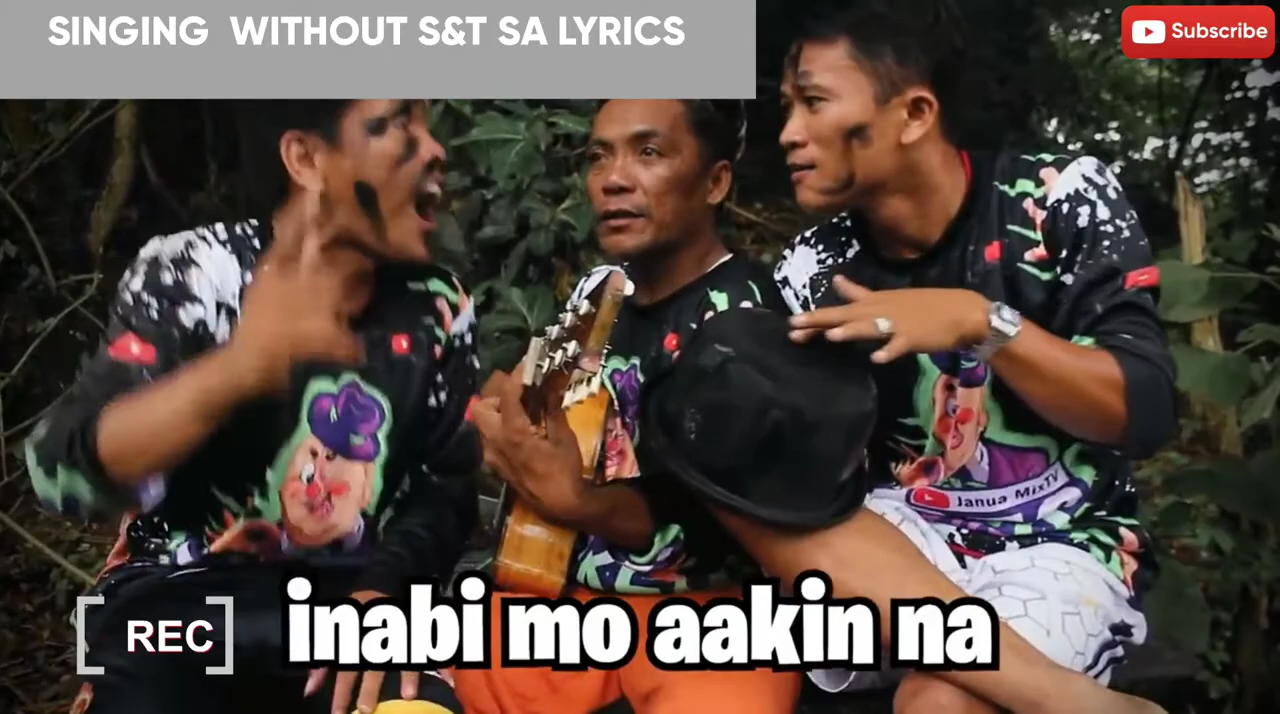 SINGING WITHOUT S&T SA LYRICS
Subscribe
Janua MixTV
REC
inabi mo aakin na